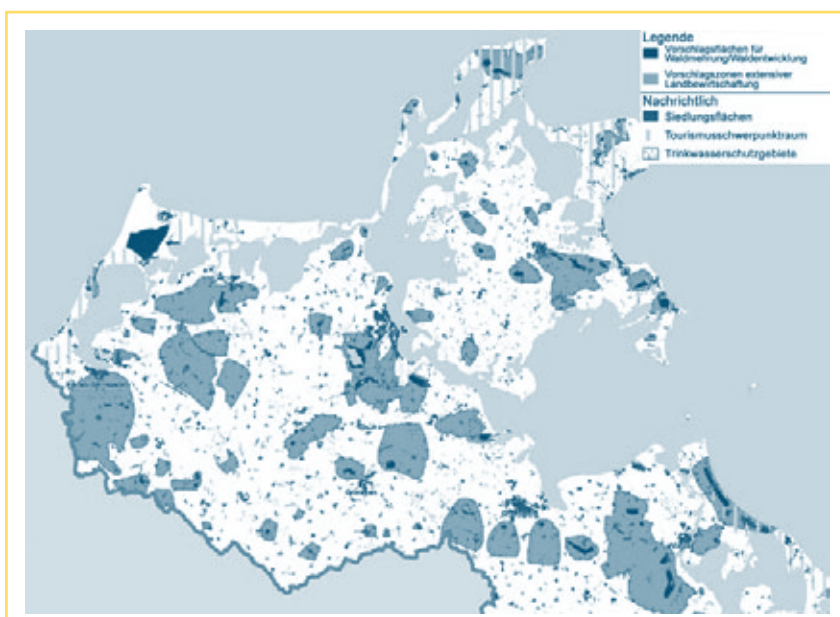 Legende
Vorschlagsflächen für
Waldmehrung/Waldentwicklung
Vorschlagszonen extensiver
Landbewirtschaftung
Nachrichtlich
Siedlungsflächen
Tourismusschwerpunktraum
Trinkwasserschutzgebiete